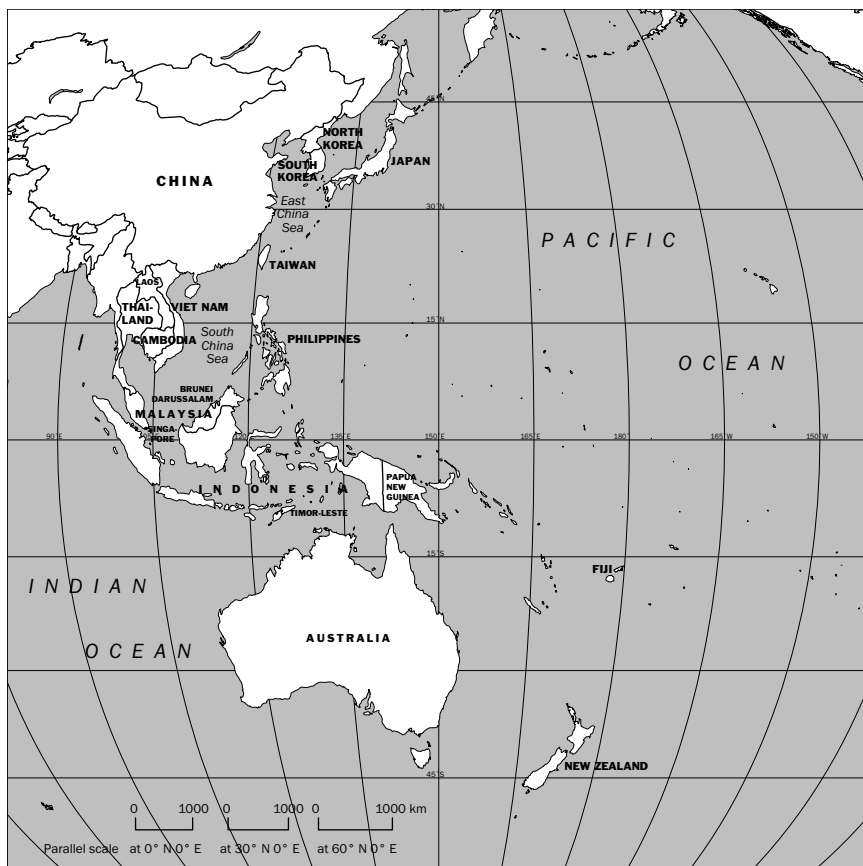 45°N
NORTH
KOREA
JAPAN
SOUTH
KOREA
CHINA
East
China
Sea
30°N
PACIFIC
TAIWAN
LAOS
THAI-
LAND
VIET NAM
15°N
South
China
Sea
CAMBODIA
PHILIPPINES
OCEAN
BRUNEI
DARUSSALAM
MALAYSIA
SINGA-
PORE
90°E
120°E
135°E
150°E
165°E
180°
165°W
150°W
INDONESIA
PAPUA
NEW
GUINEA
TIMOR-LESTE
15°S
FIJI
INDIAN
OCEAN
AUSTRALIA
NEW ZEALAND
45°S
0 1000 0 1000 0 1000 km
Parallel scale at 0° N 0° E at 30° N 0° E at 60° N 0° E